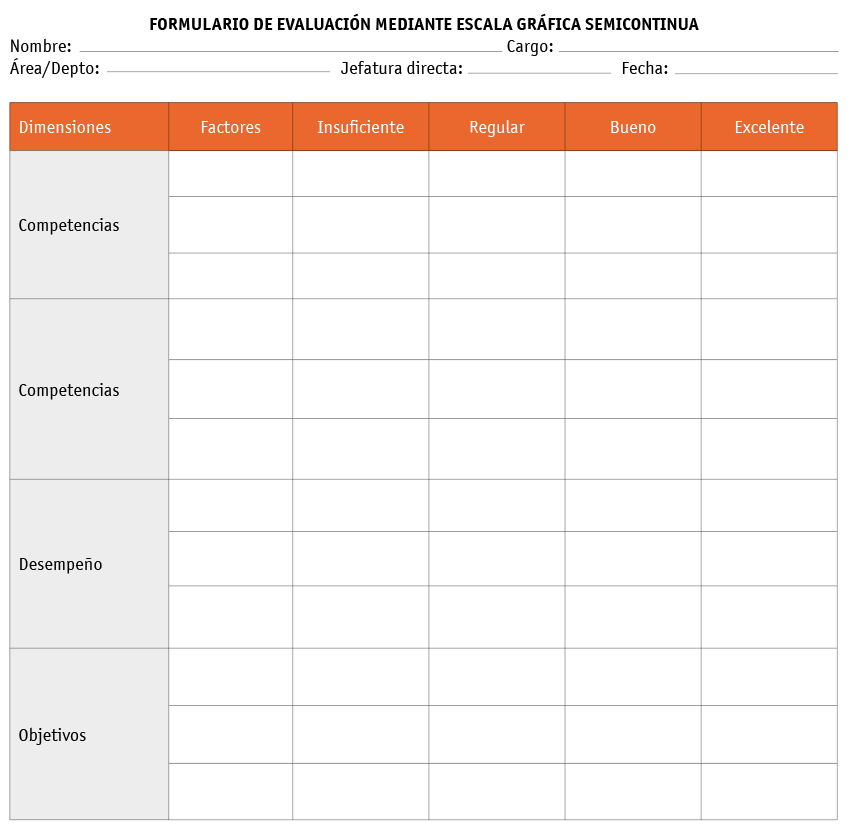 FORMULARIO DE EVALUACIÓN MEDIANTE ESCALA GRÁFICA SEMICONTINUA
Nombre: Cargo:
Área/Depto: Jefatura directa: Fecha:
Dimensiones Factores Insuficiente Regular Bueno Excelente
Competencias
Competencias
Desempeño
Objetivos